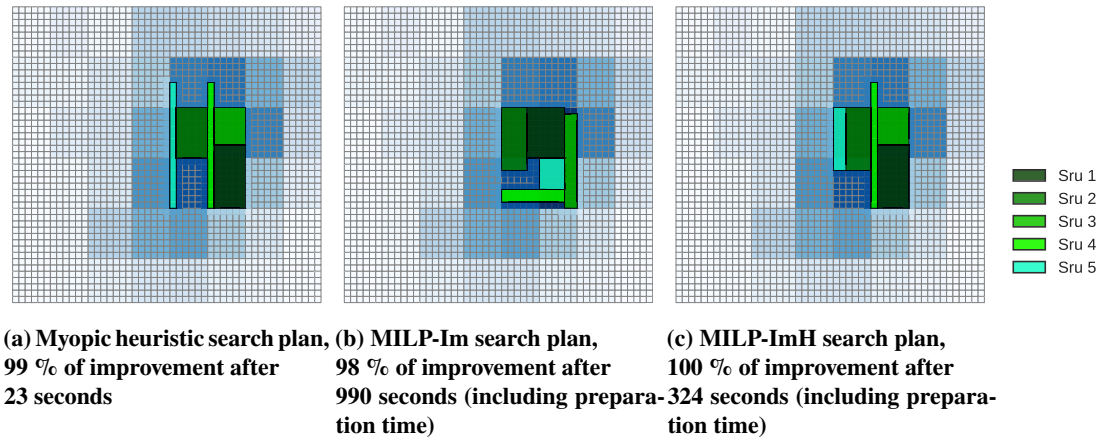 Sru 1
Sru 2
Sru 3
Sru 4
Sru 5
(a) Myopic heuristic search plan,
99 % of improvement after
23 seconds
(b) MILP-Im search plan,
98 % of improvement after
990 seconds (including prepara-
tion time)
(c) MILP-ImH search plan,
100 % of improvement after
324 seconds (including prepara-
tion time)